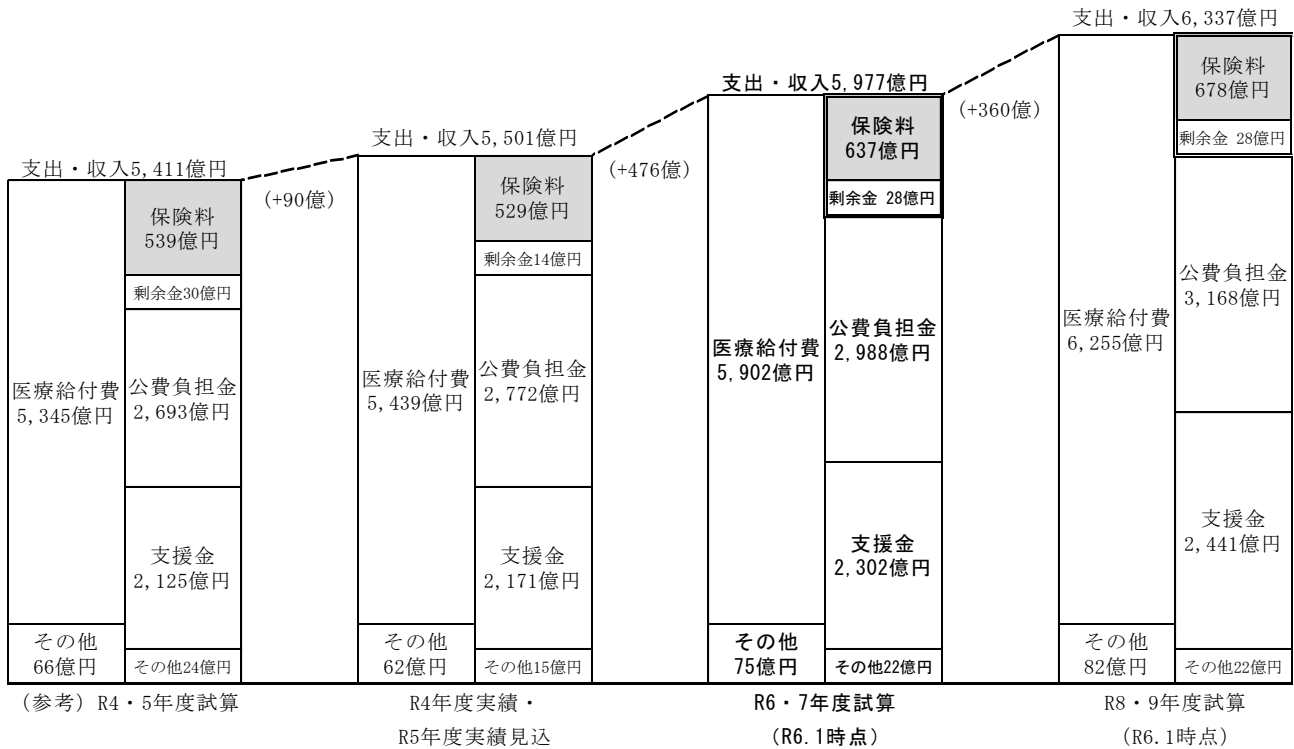 支出・収入5,411億円
医療給付費
5,345億円
その他
66億円
保険料
539億円
剰余金30億円
公費負担金
2,693億円
支援金
2,125億円
その他24億円
(参考) R4・5年度試算
(+90億)
支出・収入5,501億円
医療給付費
5,439億円
その他
62億円
保険料
529億円
剰余金14億円
公費負担金
2,772億円
支援金
2,171億円
その他15億円
R4年度実績・
R5年度実績見込
(+476億)
支出・収入5,977億円
医療給付費
5,902億円
その他
75億円
保険料
637億円
剰余金 28億円
公費負担金
2,988億円
支援金
2,302億円
その他22億円
R6・7年度試算
(R6.1時点)
(+360億)
支出・収入6,337億円
医療給付費
6,255億円
その他
82億円
保険料
678億円
剰余金 28億円
公費負担金
3,168億円
支援金
2,441億円
その他22億円
R8・9年度試算
(R6.1時点)